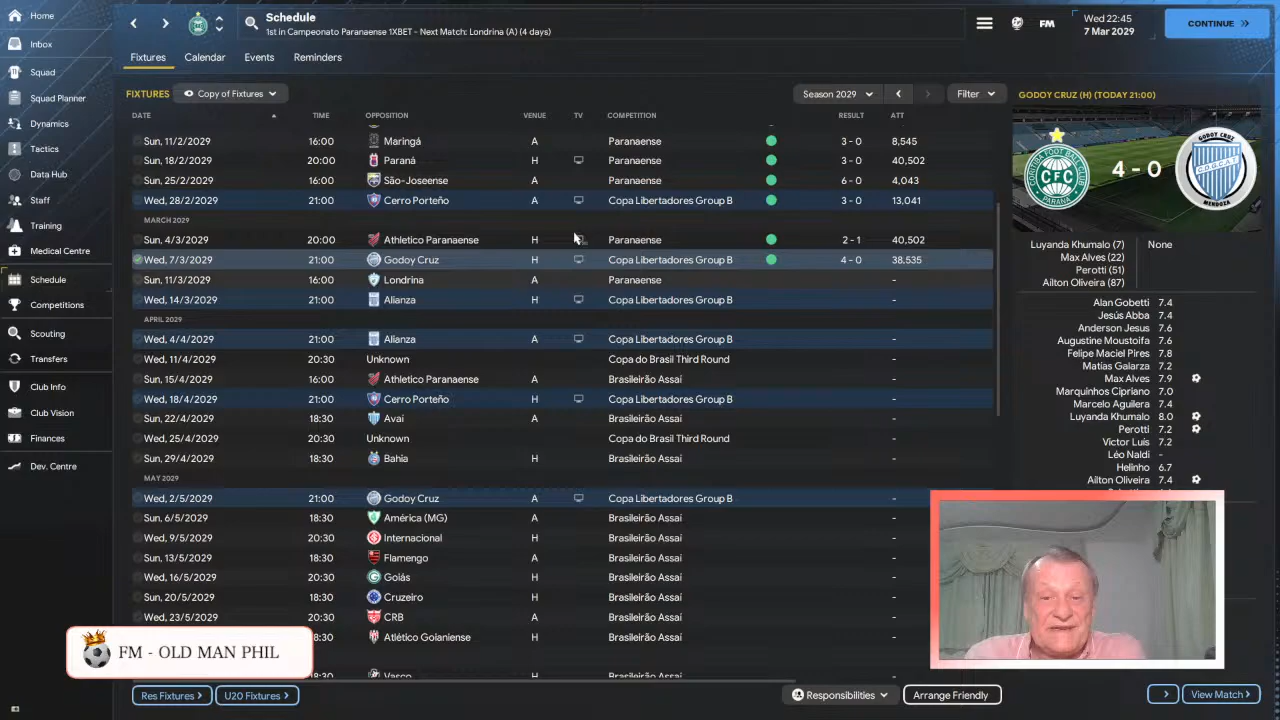 Home
Inbox
Squad
Squad Planner
Dynamics
Tactics
Data Hub
Staff
Training
Medical Centre
Schedule
Competitions
Scouting
Transfers
Club Info
Club Vision
Finances
Dev. Centre
Schedule
1st in Campeonato Paranaense 1XBET - Next Match: Londrina (A) (4 days)
FM
Wed 22:45
7 Mar 2029
CONTINUE
Fixtures Calendar Events Reminders
FIXTURES Copy of Fixtures Season 2029 Filter
DATE TIME OPPOSITION VENUE TV COMPETITION RESULT ATT
Sun, 11/2/2029 16:00 Maringá A Paranaense 3 - 0 8,545
Sun, 18/2/2029 20:00 Paraná H Paranaense 3 - 0 40,502
Sun, 25/2/2029 16:00 São-Joseense A Paranaense 6 - 0 4,043
Wed, 28/2/2029 21:00 Cerro Porteño A Copa Libertadores Group B 3 - 0 13,041
MARCH 2029
Sun, 4/3/2029 20:00 Athletico Paranaense H Paranaense 2 - 1 40,502
Wed, 7/3/2029 21:00 Godoy Cruz H Copa Libertadores Group B 4 - 0 38,535
Sun, 11/3/2029 16:00 Londrina A Paranaense -
Wed, 14/3/2029 21:00 Alianza H Copa Libertadores Group B -
APRIL 2029
Wed, 4/4/2029 21:00 Alianza A Copa Libertadores Group B -
Wed, 11/4/2029 20:30 Unknown Copa do Brasil Third Round -
Sun, 15/4/2029 16:00 Athletico Paranaense A Brasileirão Assaí -
Wed, 18/4/2029 21:00 Cerro Porteño H Copa Libertadores Group B -
Sun, 22/4/2029 18:30 Avaí A Brasileirão Assaí -
Wed, 25/4/2029 20:30 Unknown Copa do Brasil Third Round -
Sun, 29/4/2029 18:30 Bahia H Brasileirão Assaí -
MAY 2029
Wed, 2/5/2029 21:00 Godoy Cruz A Copa Libertadores Group B -
Sun, 6/5/2029 18:30 América (MG) A Brasileirão Assaí -
Wed, 9/5/2029 20:30 Internacional H Brasileirão Assaí -
Sun, 13/5/2029 18:30 Flamengo A Brasileirão Assaí -
Wed, 16/5/2029 20:30 Goiás H Brasileirão Assaí -
Sun, 20/5/2029 18:30 Cruzeiro H Brasileirão Assaí -
Wed, 23/5/2029 20:30 CRB A Brasileirão Assaí -
8:30 Atlético Goianiense H Brasileirão Assaí -
Vasco
Res Fixtures U20 Fixtures Responsibilities Arrange Friendly View Match
GODOY CRUZ (H) (TODAY 21:00)
4 - 0
CORITIBA FOOT BALL CLUB
CFC
PARANÁ
GODOY CRUZ
MENDOZA
Luyanda Khumalo (7) None
Max Alves (22)
Perotti (51)
Aílton Oliveira (87)
Alan Gobetti 7.4
Jesús Abba 7.4
Anderson Jesus 7.6
Augustine Moustoifa 7.6
Felipe Maciel Pires 7.8
Matías Galarza 7.2
Max Alves 7.9
Marquinhos Cipriano 7.0
Marcelo Aguilera 7.4
Luyanda Khumalo 8.0
Perotti 7.2
Victor Luis 7.2
Léo Naldi -
Helinho 6.7
Aílton Oliveira 7.4
FM - OLD MAN PHIL